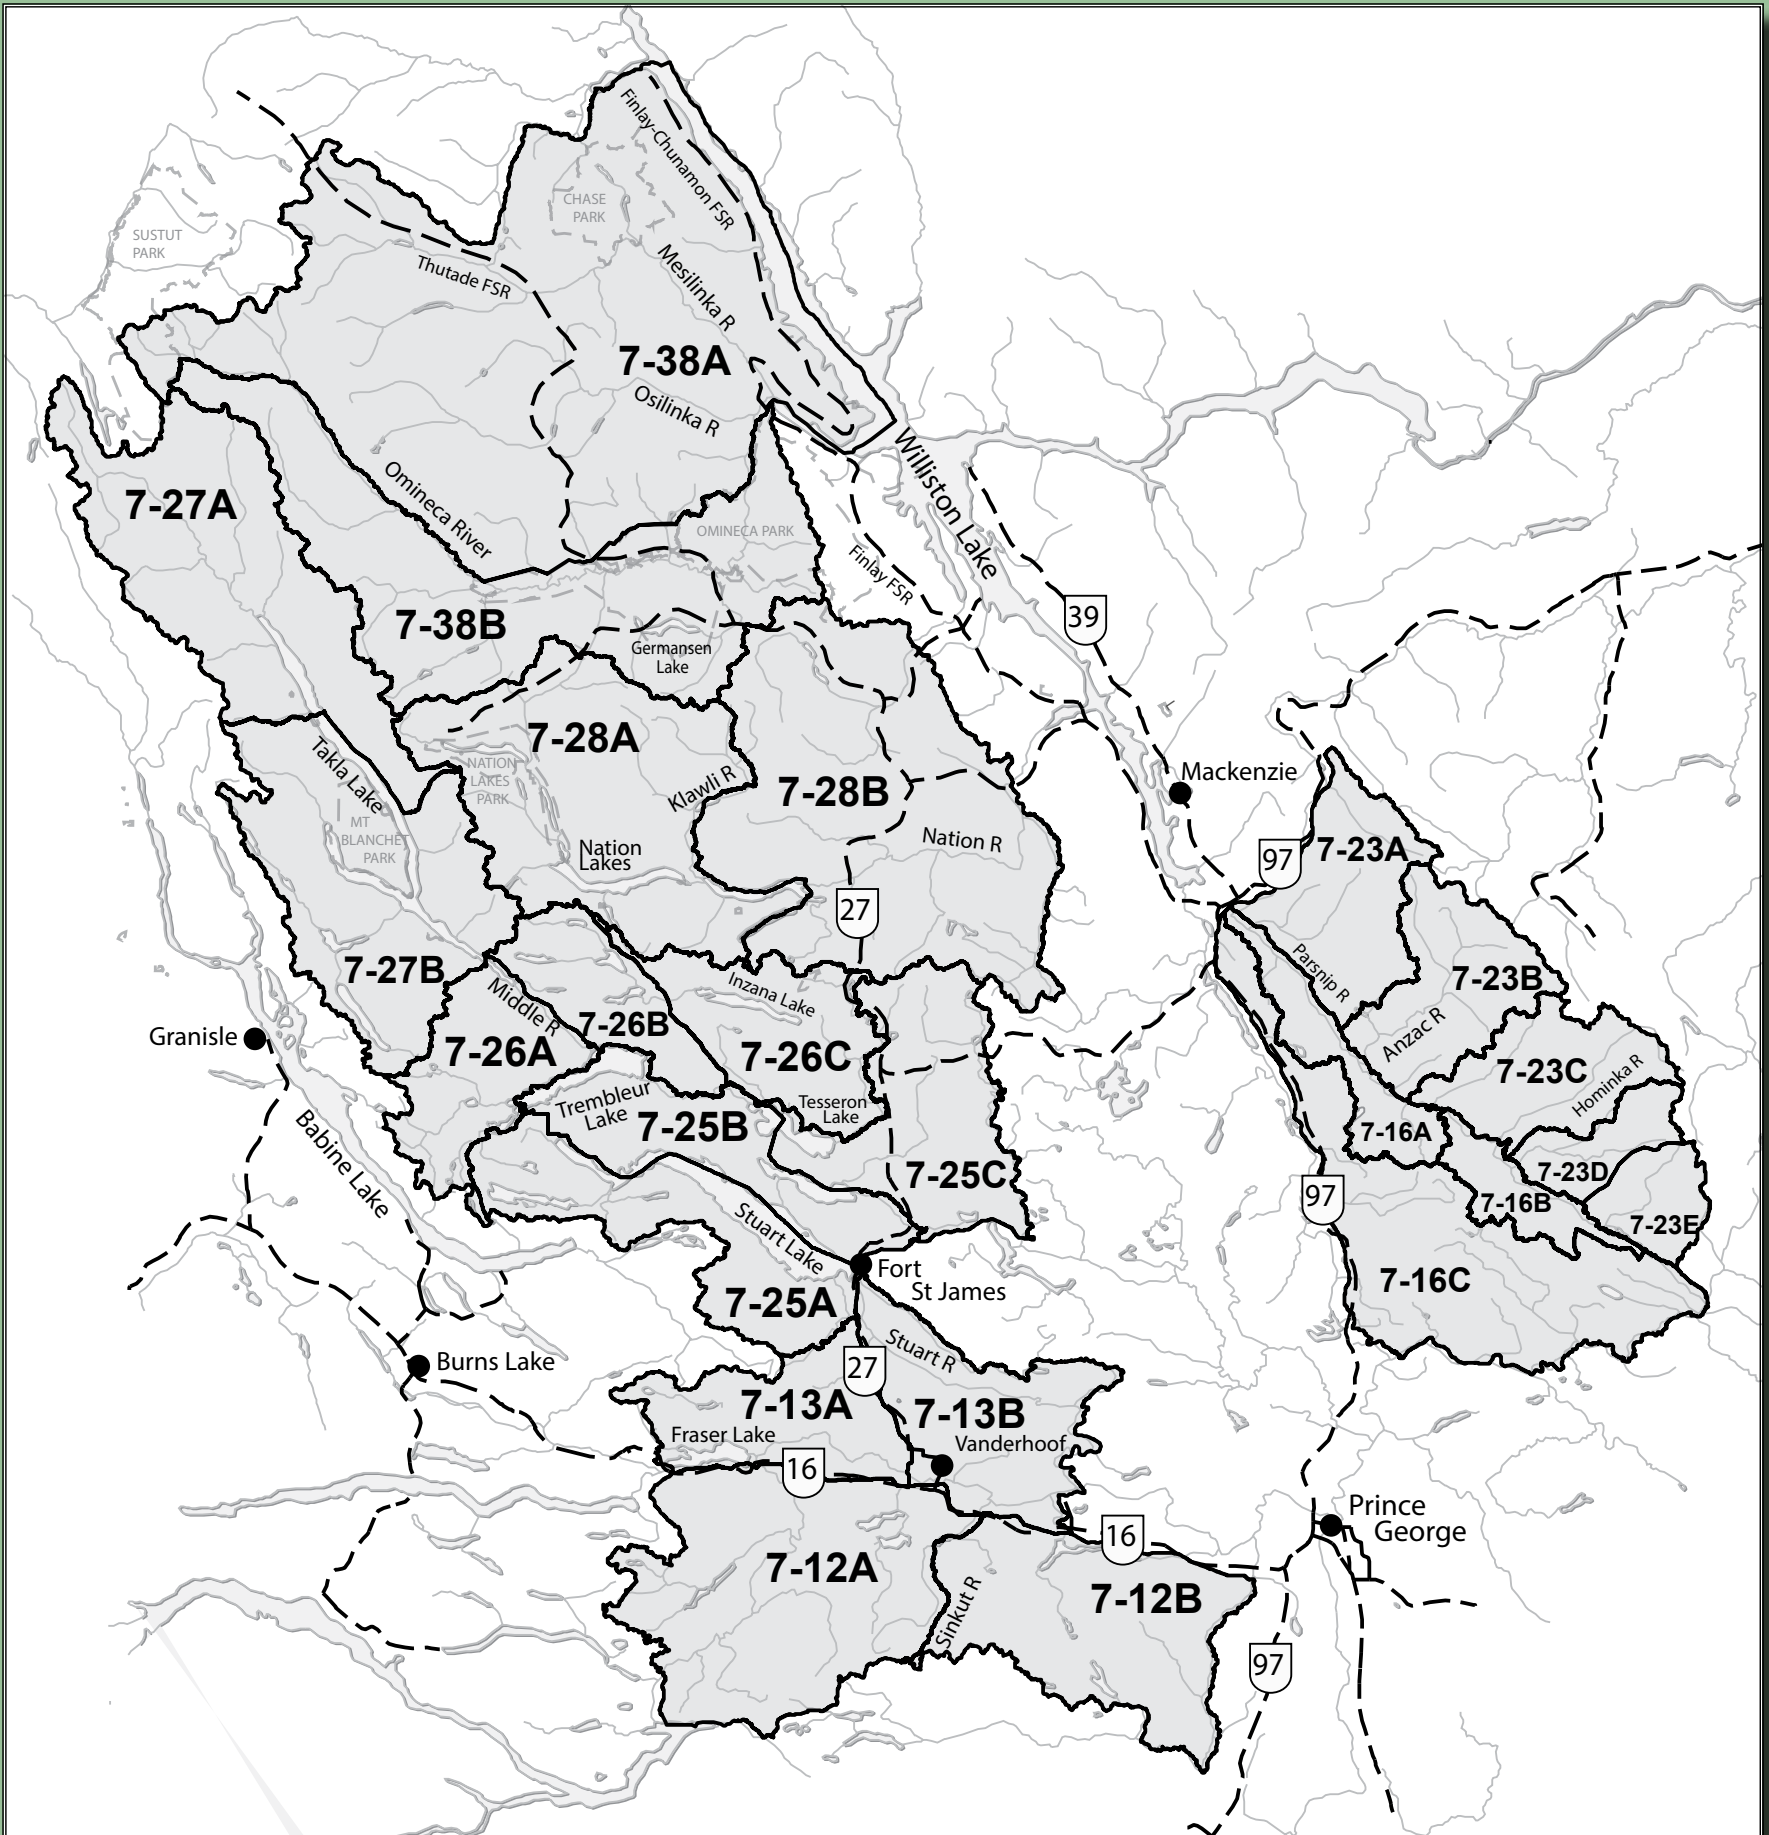 Finlay-Chunamon FSR
CHASE
PARK
SUSTUT
PARK
Thutade FSR
Mesilinka R
7-38A
Osilinka R
Williston Lake
7-27A
Omineca River
OMINECA PARK
Finlay FSR
39
7-38B
Germansen
Lake
7-28A
Takla Lake
NATION
LAKES
PARK
Klawli R
7-28B
Mackenzie
MT
BLANCHET
PARK
Nation
Lakes
Nation R
97
7-23A
27
7-27B
Middle R
Inzana Lake
Parsnip R
7-23B
Granisle
7-26B
7-26A
7-26C
Anzac R
7-23C
Hominka R
Trembleur
Lake
Tesseron
Lake
7-25B
7-16A
Babine Lake
7-25C
7-23D
97
7-16B
Stuart Lake
7-23E
Fort
St James
7-25A
7-16C
Stuart R
27
Burns Lake
7-13A
7-13B
Fraser Lake
Vanderhoof
16
Prince
George
16
7-12A
7-12B
Sinkut R
97